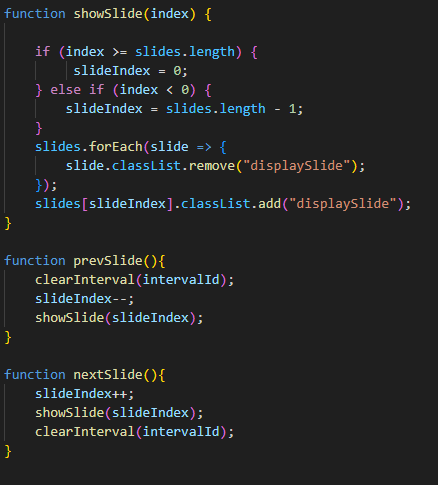 function showSlide(index) {
if (index >= slides.length) {
slideIndex = 0;
} else if (index < 0) {
slideIndex = slides.length - 1;
}
slides.forEach(slide => {
slide.classList.remove("displaySlide");
});
slides[slideIndex].classList.add("displaySlide");
}
function prevSlide(){
clearInterval(intervalId);
slideIndex--;
showSlide(slideIndex);
}
function nextSlide(){
slideIndex++;
showSlide(slideIndex);
clearInterval(intervalId);
}